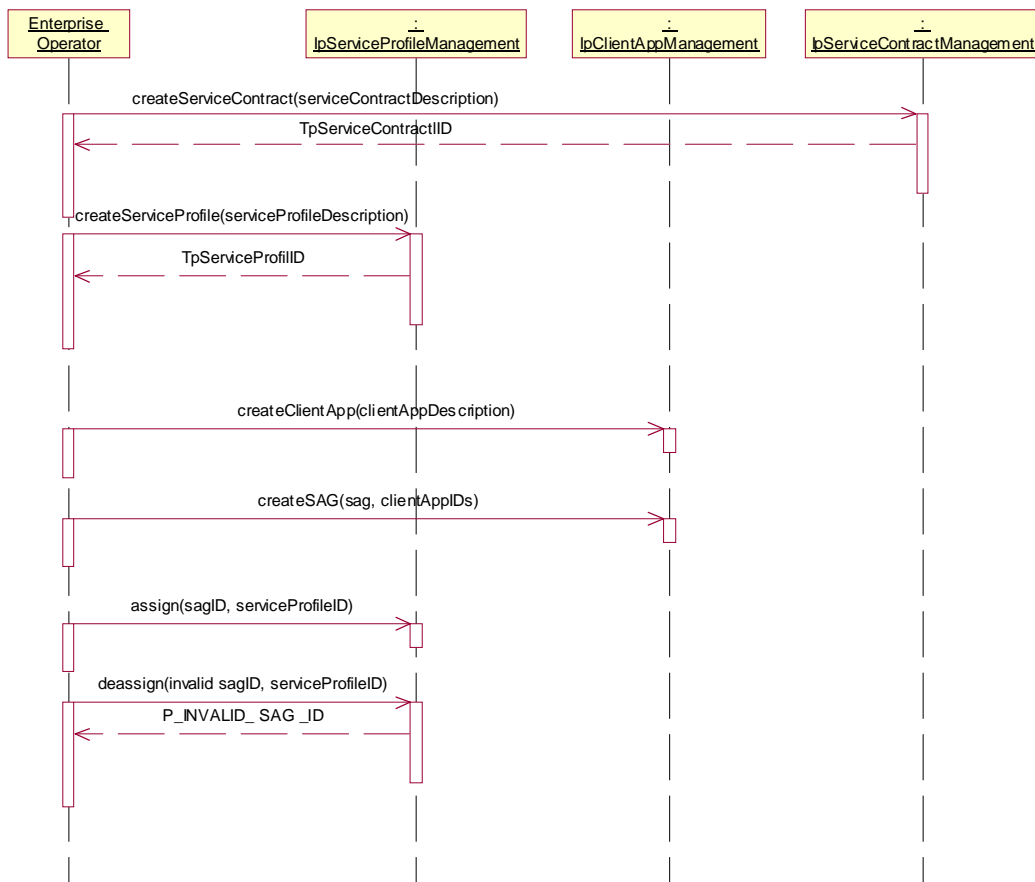 Enterprise
Operator
:
IpServiceProfileManagement
:
IpClientAppManagement
:
IpServiceContractManagement
createServiceContract(serviceContractDescription)
TpServiceContractIID
createServiceProfile(serviceProfileDescription)
TpServiceProfilID
createClientApp(clientAppDescription)
createSAG(sag, clientAppIDs)
assign(sagID, serviceProfileID)
deassign(invalid sagID, serviceProfileID)
P_INVALID_ SAG _ID